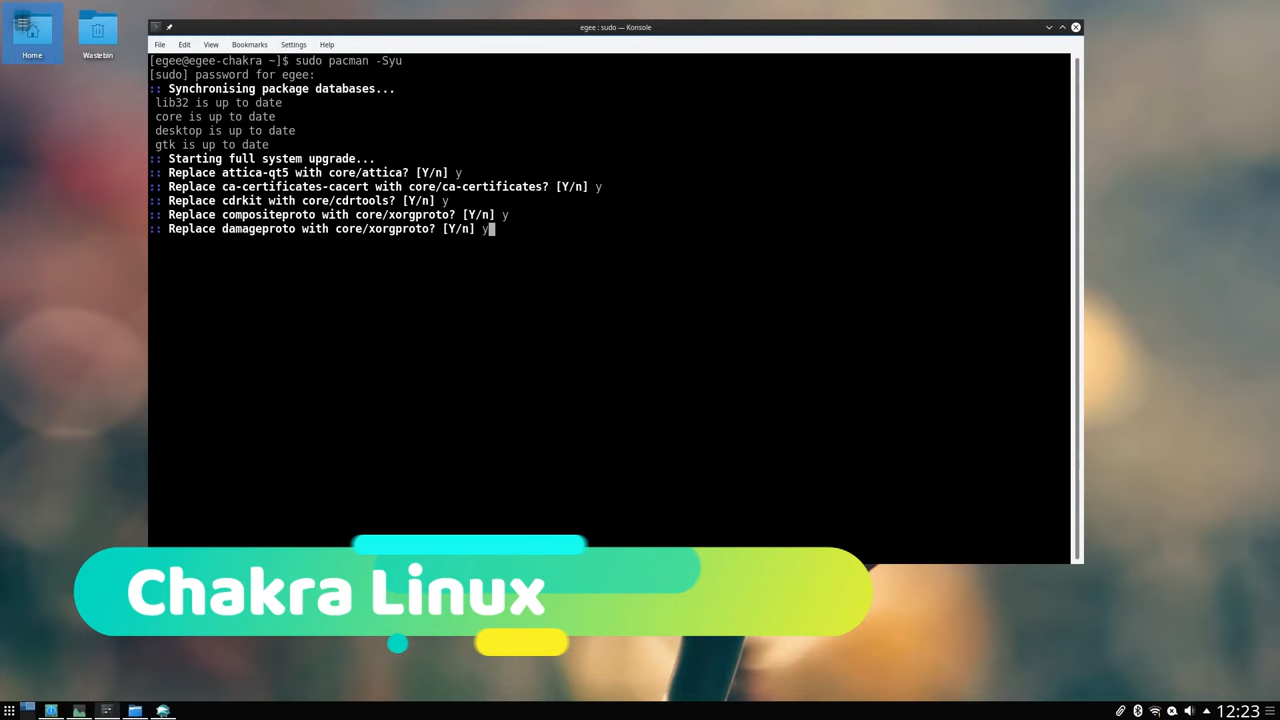 Home
Wastebin
egee : sudo — Konsole
File Edit View Bookmarks Settings Help
[egee@egee-chakra ~]$ sudo pacman -Syu
[sudo] password for egee:
:: Synchronising package databases...
lib32 is up to date
core is up to date
desktop is up to date
gtk is up to date
:: Starting full system upgrade...
:: Replace attica-qt5 with core/attica? [Y/n] y
:: Replace ca-certificates-cacert with core/ca-certificates? [Y/n] y
:: Replace cdrkit with core/cdrtools? [Y/n] y
:: Replace compositeproto with core/xorgproto? [Y/n] y
:: Replace damageproto with core/xorgproto? [Y/n] y
Chakra Linux
12:23